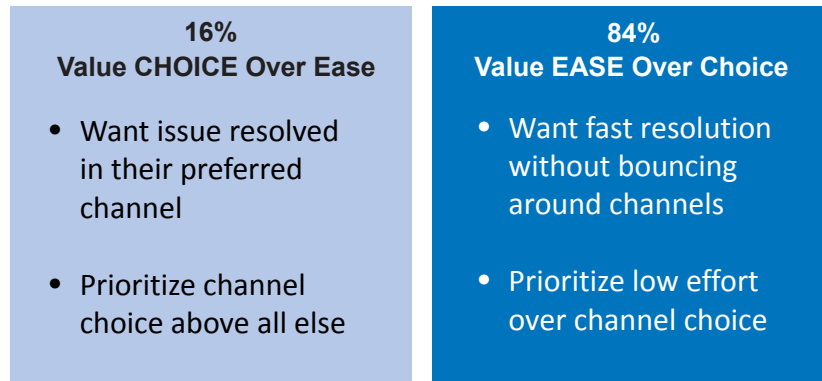 16%
Value CHOICE Over Ease
• Want issue resolved
in their preferred
channel
• Prioritize channel
choice above all else
84%
Value EASE Over Choice
• Want fast resolution
without bouncing
around channels
• Prioritize low effort
over channel choice